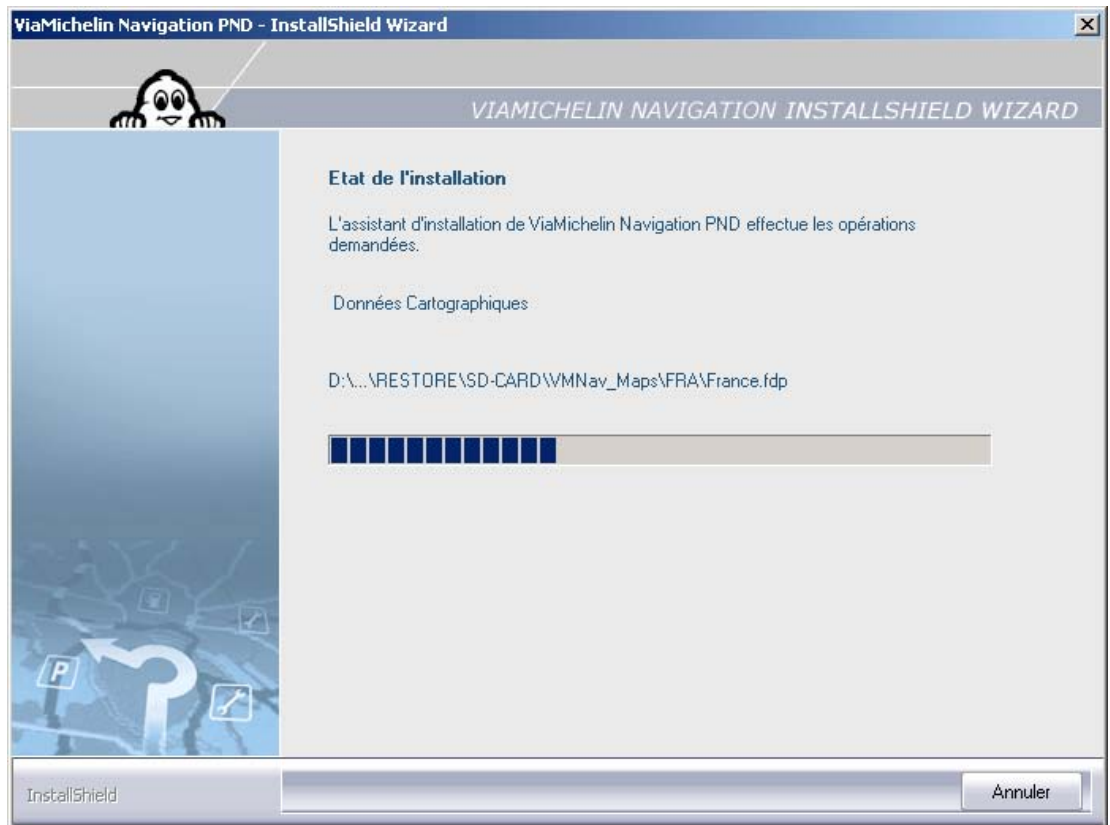 ViaMichelin Navigation PND - InstallShield Wizard
VIAMICHELIN NAVIGATION INSTALLSHIELD WIZARD
Etat de l'installation
L'assistant d'installation de ViaMichelin Navigation PND effectue les opérations
demandées.
Données Cartographiques
D:\...\RESTORE\SD-CARD\VMNav_Maps\FRA\France.fdp
P
InstallShield
Annuler